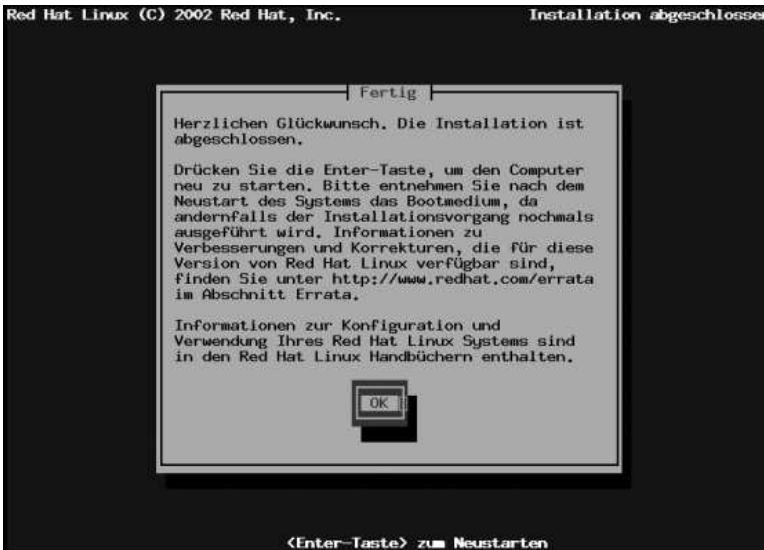 Red Hat Linux (C) 2002 Red Hat, Inc. Installation abgeschlossen
Fertig
Herzlichen Glückwunsch. Die Installation ist
abgeschlossen.
Drücken Sie die Enter-Taste, um den Computer
neu zu starten. Bitte entnehmen Sie nach dem
Neustart des Systems das Bootmedium, da
andernfalls der Installationsvorgang nochmals
ausgeführt wird. Informationen zu
Verbesserungen und Korrekturen, die für diese
Version von Red Hat Linux verfügbar sind,
finden Sie unter http://www.redhat.com/errata
im Abschnitt Errata.
Informationen zur Konfiguration und
Verwendung Ihres Red Hat Linux Systems sind
in den Red Hat Linux Handbüchern enthalten.
OK
<Enter-Taste> zum Neustarten